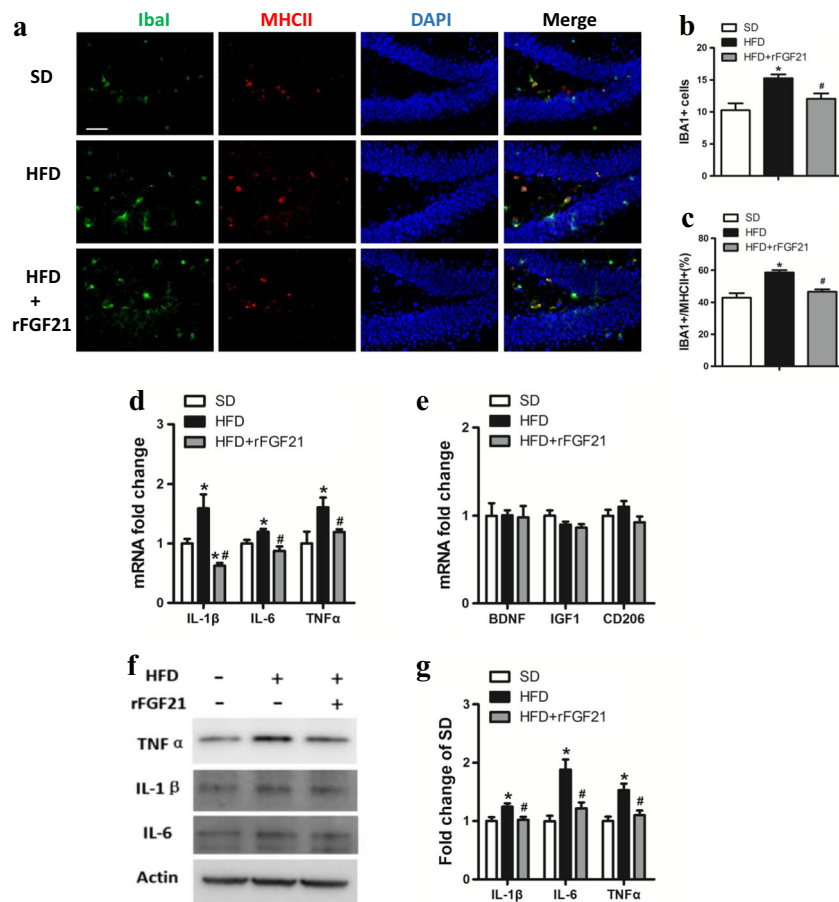 a
IbaI MHCII DAPI Merge
SD
HFD
HFD
+
rFGF21
b
SD
HFD
HFD+rFGF21
IBA1+ cells
20
15
10
5
0
*
#
c
SD
HFD
HFD+rFGF21
IBA1+/MHCII+(%)
80
60
40
20
0
*
#
d
SD
HFD
HFD+rFGF21
mRNA fold change
3
2
1
0
*
*#
*
#
*
#
IL-1β IL-6 TNFα
e
SD
HFD
HFD+rFGF21
mRNA fold change
2
1
0
BDNF IGF1 CD206
f
HFD - + +
rFGF21 - - +
TNF α
IL-1 β
IL-6
Actin
g
SD
HFD
HFD+rFGF21
Fold change of SD
3
2
1
0
*
#
*
#
*
#
IL-1β IL-6 TNFα